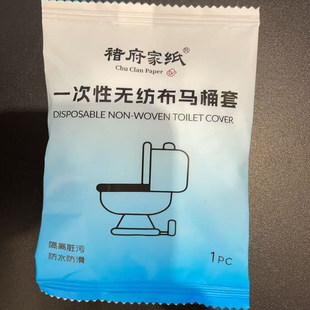 褚府家纸®
Chu Clan Paper
一次性无纺布马桶套
DISPOSABLE NON-WOVEN TOILET COVER
隔离脏污
防水防滑
1PC